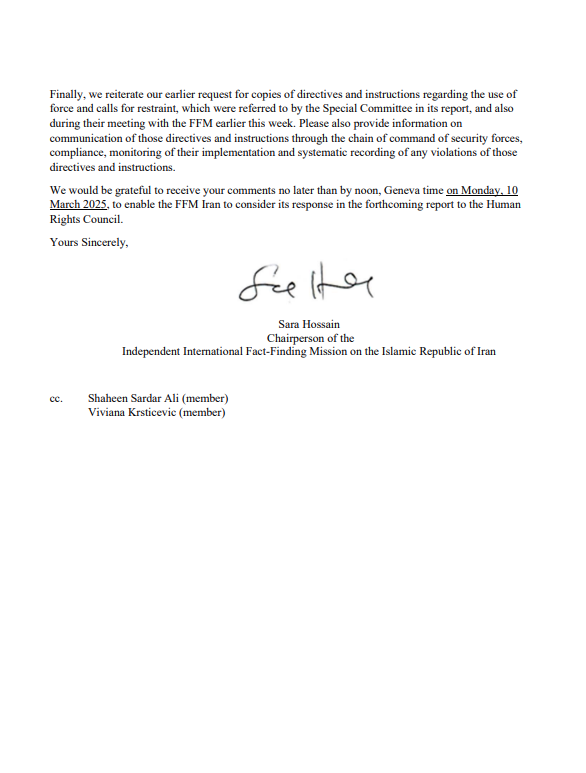 Finally, we reiterate our earlier request for copies of directives and instructions regarding the use of
force and calls for restraint, which were referred to by the Special Committee in its report, and also
during their meeting with the FFM earlier this week. Please also provide information on
communication of those directives and instructions through the chain of command of security forces,
compliance, monitoring of their implementation and systematic recording of any violations of those
directives and instructions.
We would be grateful to receive your comments no later than by noon, Geneva time on Monday, 10
March 2025, to enable the FFM Iran to consider its response in the forthcoming report to the Human
Rights Council.
Yours Sincerely,
Sara Hossain
Chairperson of the
Independent International Fact-Finding Mission on the Islamic Republic of Iran
cc. Shaheen Sardar Ali (member)
Viviana Krsticevic (member)